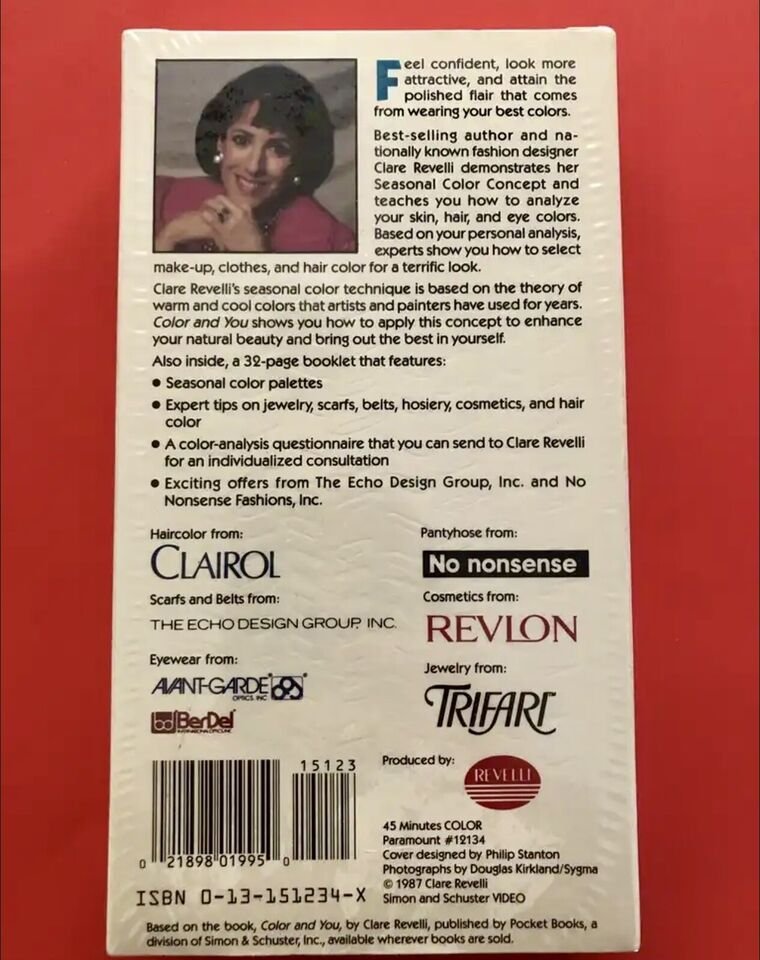 Feel confident, look more
attractive, and attain the
polished flair that comes
from wearing your best colors.
Best-selling author and na-
tionally known fashion designer
Clare Revelli demonstrates her
Seasonal Color Concept and
teaches you how to analyze
your skin, hair, and eye colors.
Based on your personal analysis,
experts show you how to select
make-up, clothes, and hair color for a terrific look.
Clare Revelli's seasonal color technique is based on the theory of
warm and cool colors that artists and painters have used for years.
Color and You shows you how to apply this concept to enhance
your natural beauty and bring out the best in yourself.
Also inside, a 32-page booklet that features:
• Seasonal color palettes
• Expert tips on jewelry, scarfs, belts, hosiery, cosmetics, and hair
color
• A color-analysis questionnaire that you can send to Clare Revelli
for an individualized consultation
• Exciting offers from The Echo Design Group, Inc. and No
Nonsense Fashions, Inc.
Haircolor from:
CLAIROL
Scarfs and Belts from:
THE ECHO DESIGN GROUP, INC.
Eyewear from:
AVANT-GARDE
OPTICS, INC
BerDel
Pantyhose from:
No nonsense
Cosmetics from:
REVLON
Jewelry from:
TRIFARI
Produced by:
REVELLI
15123
0 21898 01995 0
ISBN 0-13-151234-X
45 Minutes COLOR
Paramount #12134
Cover designed by Philip Stanton
Photographs by Douglas Kirkland/Sygma
© 1987 Clare Revelli
Simon and Schuster VIDEO
Based on the book, Color and You, by Clare Revelli, published by Pocket Books, a
division of Simon & Schuster, Inc., available wherever books are sold.